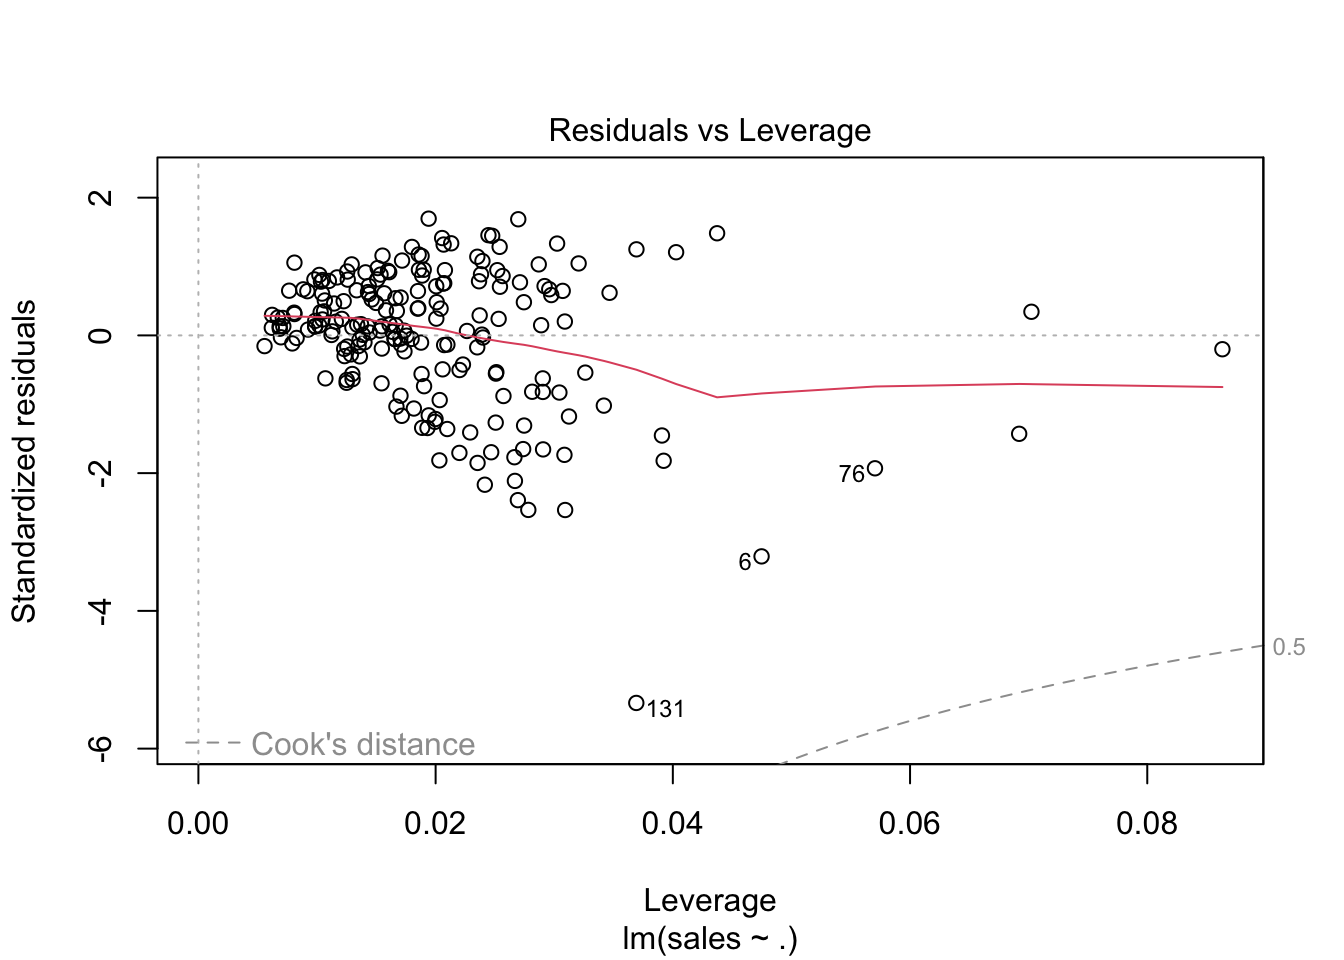 Residuals vs Leverage
Standardized residuals
2
0
-2
-4
-6
76
6
131
0.5
Cook's distance
0.00 0.02 0.04 0.06 0.08
Leverage
lm(sales ~ .)